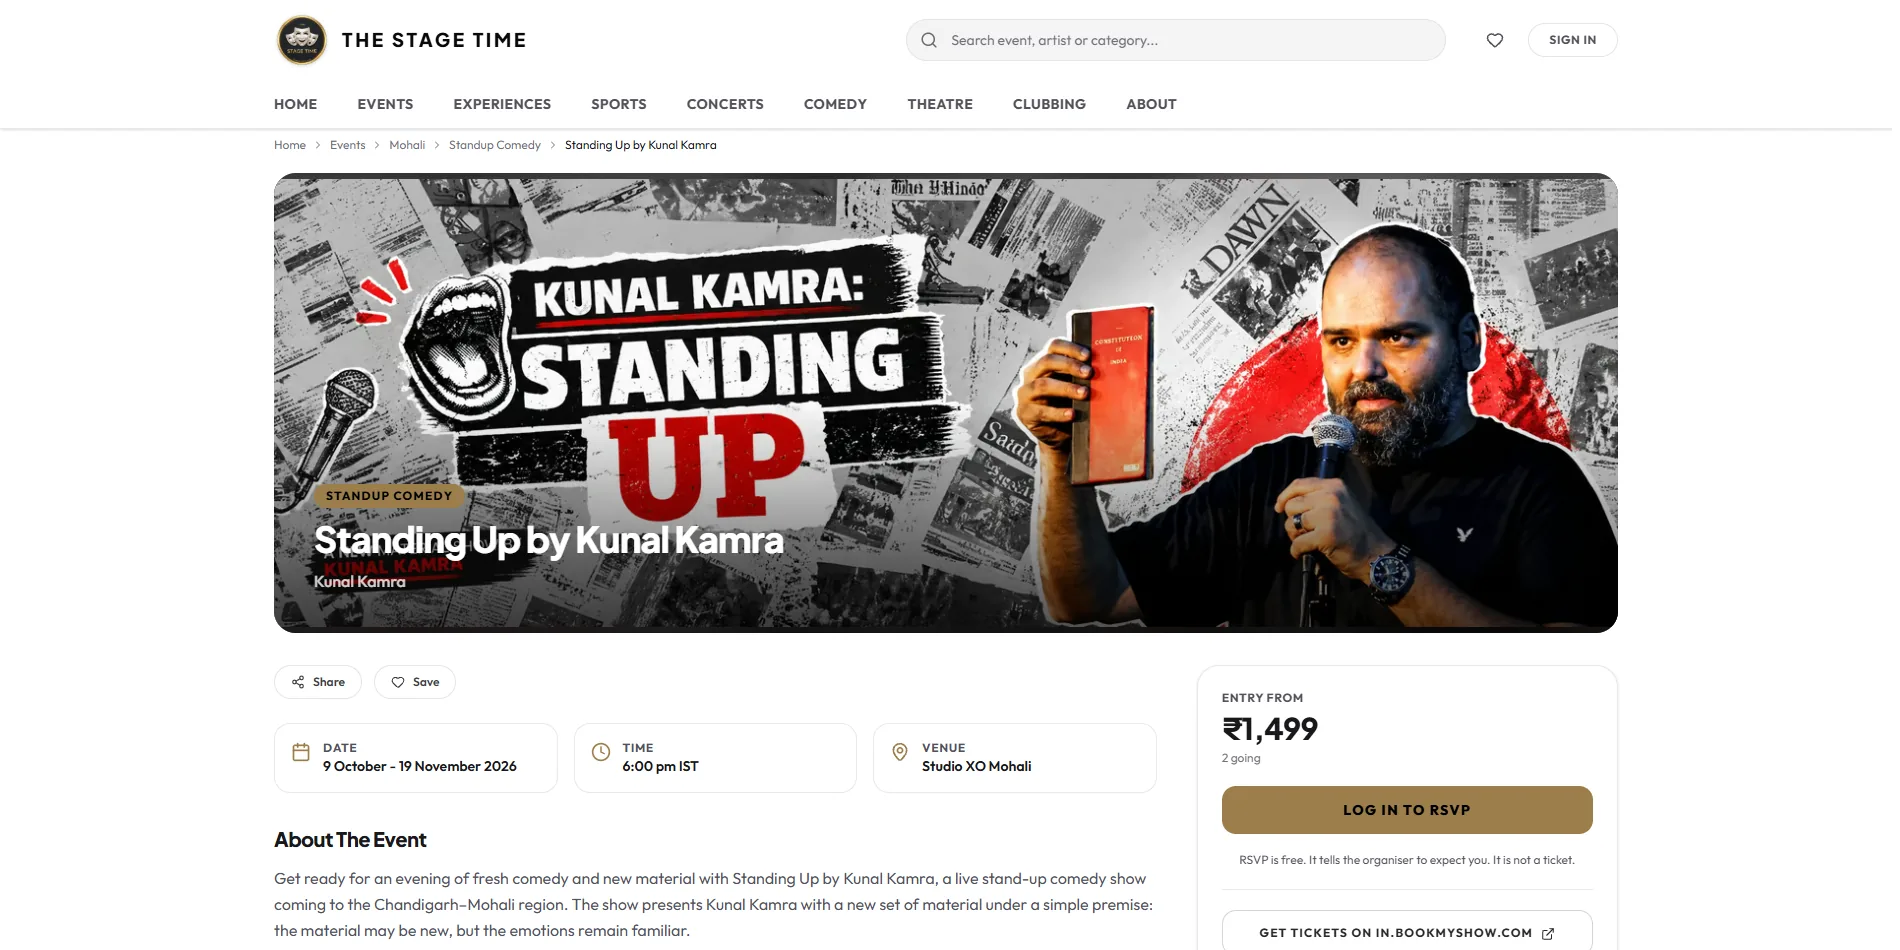 STAGE TIME
THE STAGE TIME
Search event, artist or category...
SIGN IN
HOME
EVENTS
EXPERIENCES
SPORTS
CONCERTS
COMEDY
THEATRE
CLUBBING
ABOUT
Home > Events > Mohali > Standup Comedy > Standing Up by Kunal Kamra
DAWN
KUNAL KAMRA:
STANDING
UP
CONSTITUTION
OF
INDIA
STANDUP COMEDY
Standing Up by Kunal Kamra
KUNAL KAMRA
Kunal Kamra
Share
Save
DATE
9 October - 19 November 2026
TIME
6:00 pm IST
VENUE
Studio XO Mohali
ENTRY FROM
₹1,499
2 going
LOG IN TO RSVP
RSVP is free. It tells the organiser to expect you. It is not a ticket.
GET TICKETS ON IN.BOOKMYSHOW.COM
About The Event
Get ready for an evening of fresh comedy and new material with Standing Up by Kunal Kamra, a live stand-up comedy show
coming to the Chandigarh–Mohali region. The show presents Kunal Kamra with a new set of material under a simple premise:
the material may be new, but the emotions remain familiar.